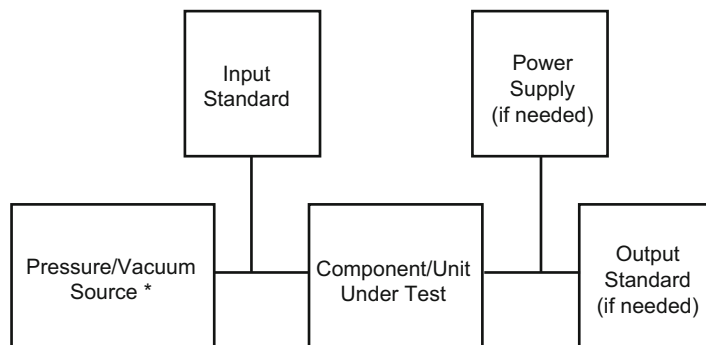 Input
Standard
Power
Supply
(if needed)
Pressure/Vacuum
Source *
Component/Unit
Under Test
Output
Standard
(if needed)